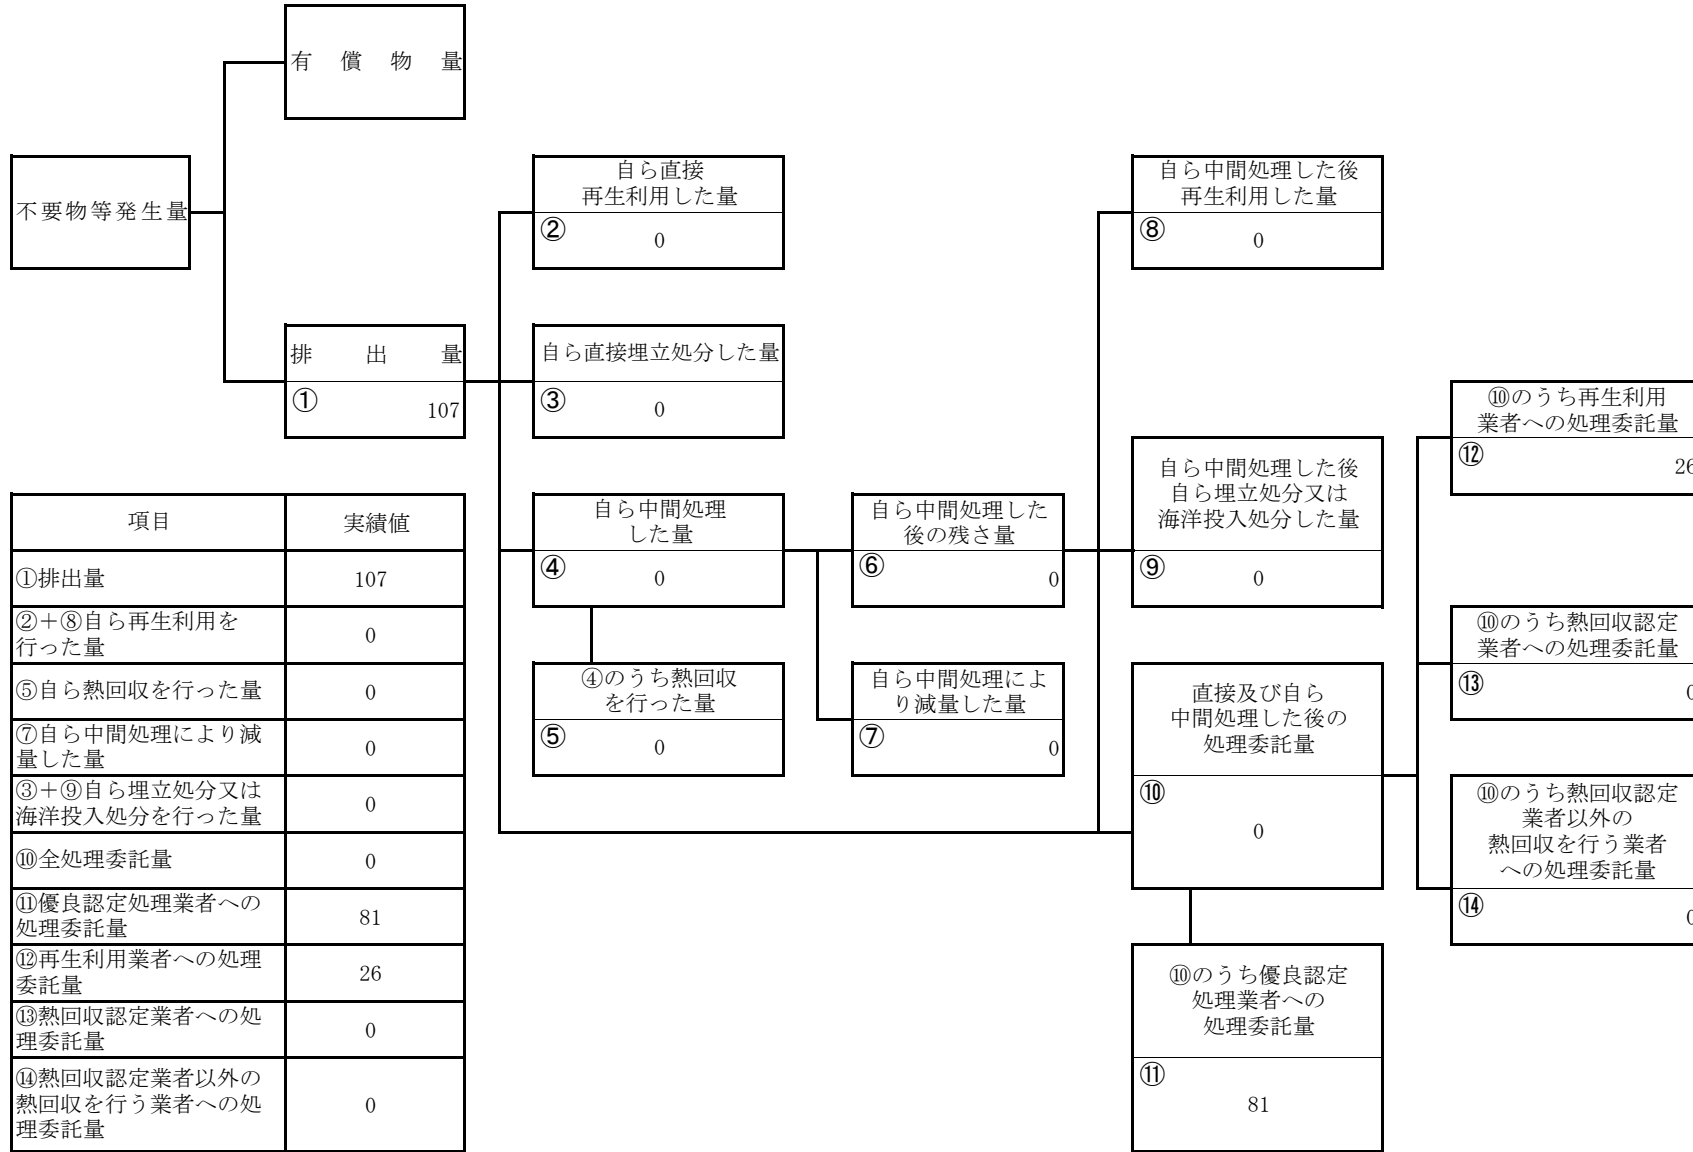 有償物量
不要物等発生量
自ら直接
再生利用した量
②
0
自ら中間処理した後
再生利用した量
⑧
0
排出量
①
107
自ら直接埋立処分した量
③
0
⑩のうち再生利用
業者への処理委託量
⑫
26
自ら中間処理
した量
④
0
自ら中間処理した
後の残さ量
⑥
0
自ら中間処理した後
自ら埋立処分又は
海洋投入処分した量
⑨
0
④のうち熱回収
を行った量
⑤
0
自ら中間処理によ
り減量した量
⑦
0
直接及び自ら
中間処理した後の
処理委託量
⑩
0
⑩のうち熱回収認定
業者への処理委託量
⑬
0
⑩のうち熱回収認定
業者以外の
熱回収を行う業者
への処理委託量
⑭
0
⑩のうち優良認定
処理業者への
処理委託量
⑪
81
項目 実績値
①排出量 107
②＋⑧自ら再生利用を
行った量 0
⑤自ら熱回収を行った量 0
⑦自ら中間処理により減
量した量 0
③＋⑨自ら埋立処分又は
海洋投入処分を行った量 0
⑩全処理委託量 0
⑪優良認定処理業者への
処理委託量 81
⑫再生利用業者への処理
委託量 26
⑬熱回収認定業者への処
理委託量 0
⑭熱回収認定業者以外の
熱回収を行う業者への処
理委託量 0